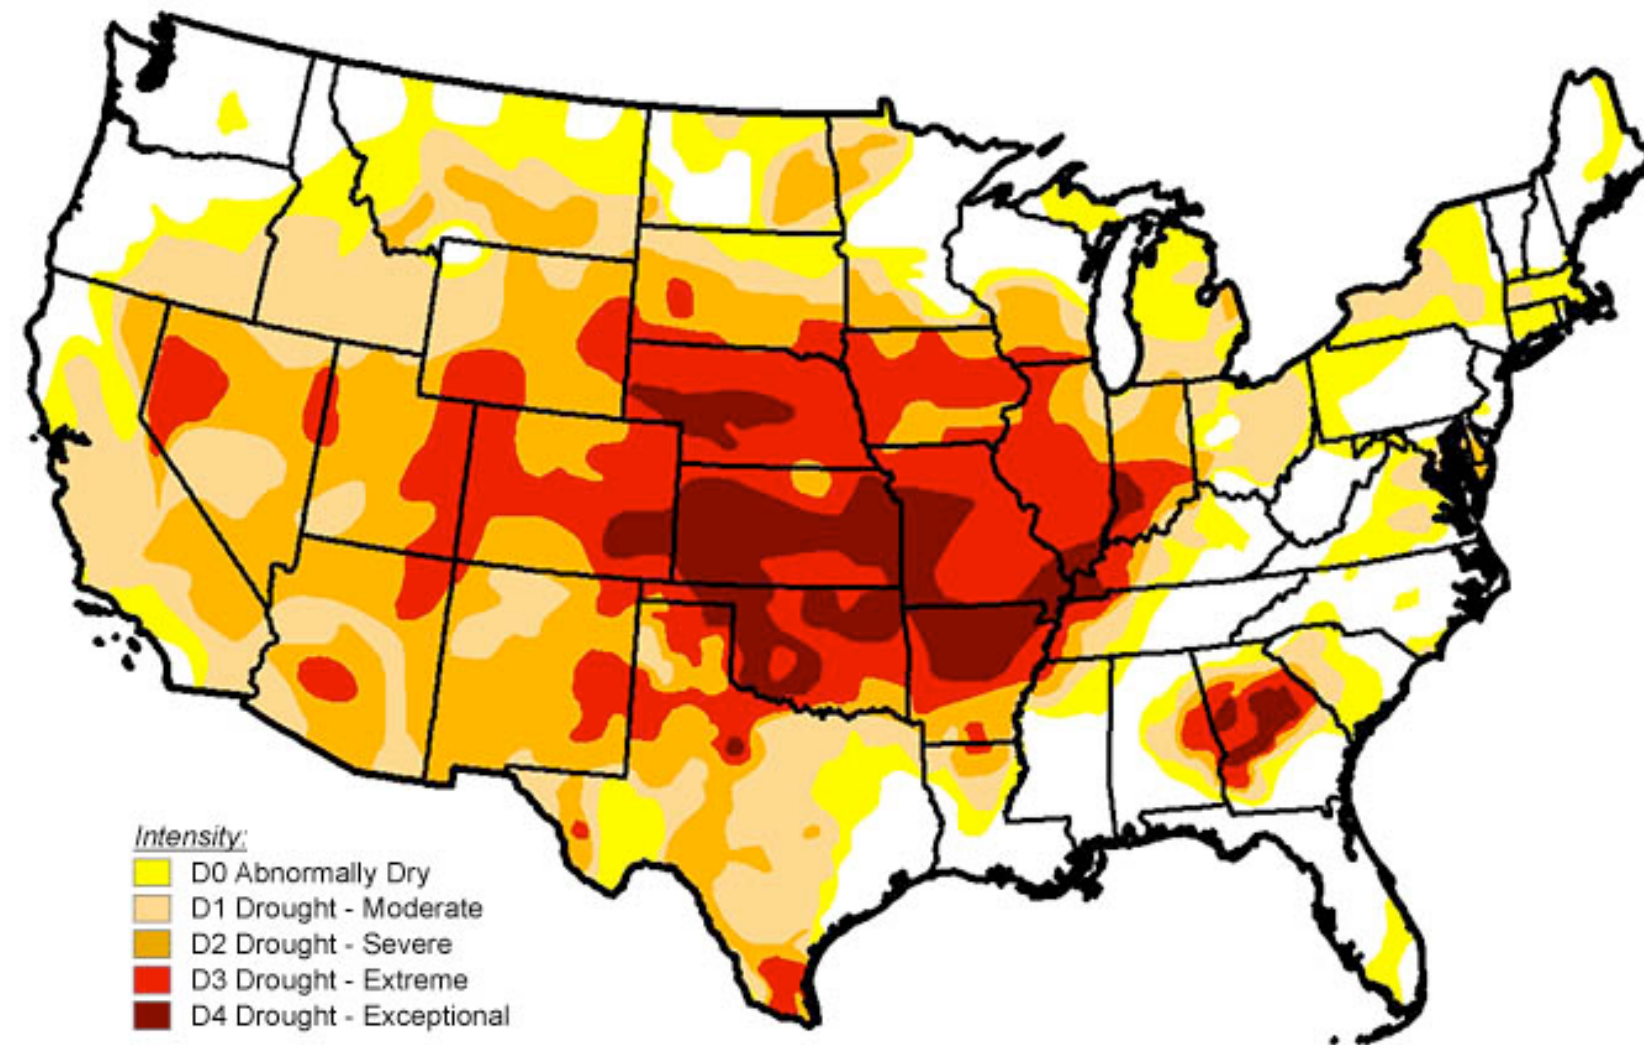 Intensity:
D0 Abnormally Dry
D1 Drought - Moderate
D2 Drought - Severe
D3 Drought - Extreme
D4 Drought - Exceptional